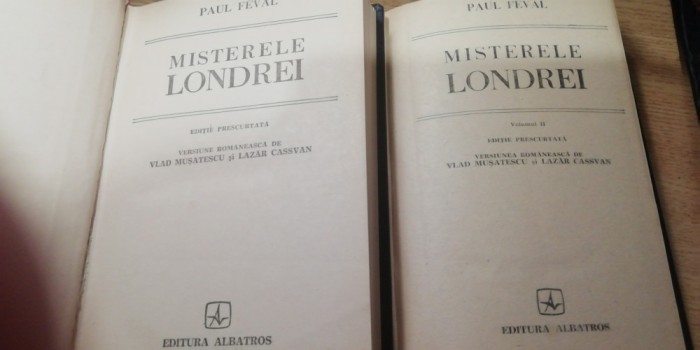 PAUL FEVAL
MISTERELE
LONDREI
EDIȚIE PRESCURTATĂ
VERSIUNE ROMANEASCĂ DE
VLAD MUȘATESCU și LAZĂR CASSVAN
EDITURA ALBATROS
PAUL FEVAL
MISTERELE
LONDREI
Volumul II
EDIȚIE PRESCURTATĂ
VERSIUNEA ROMÂNEASCĂ DE
VLAD MUȘATESCU și LAZĂR CASSVAN
EDITURA ALBATROS